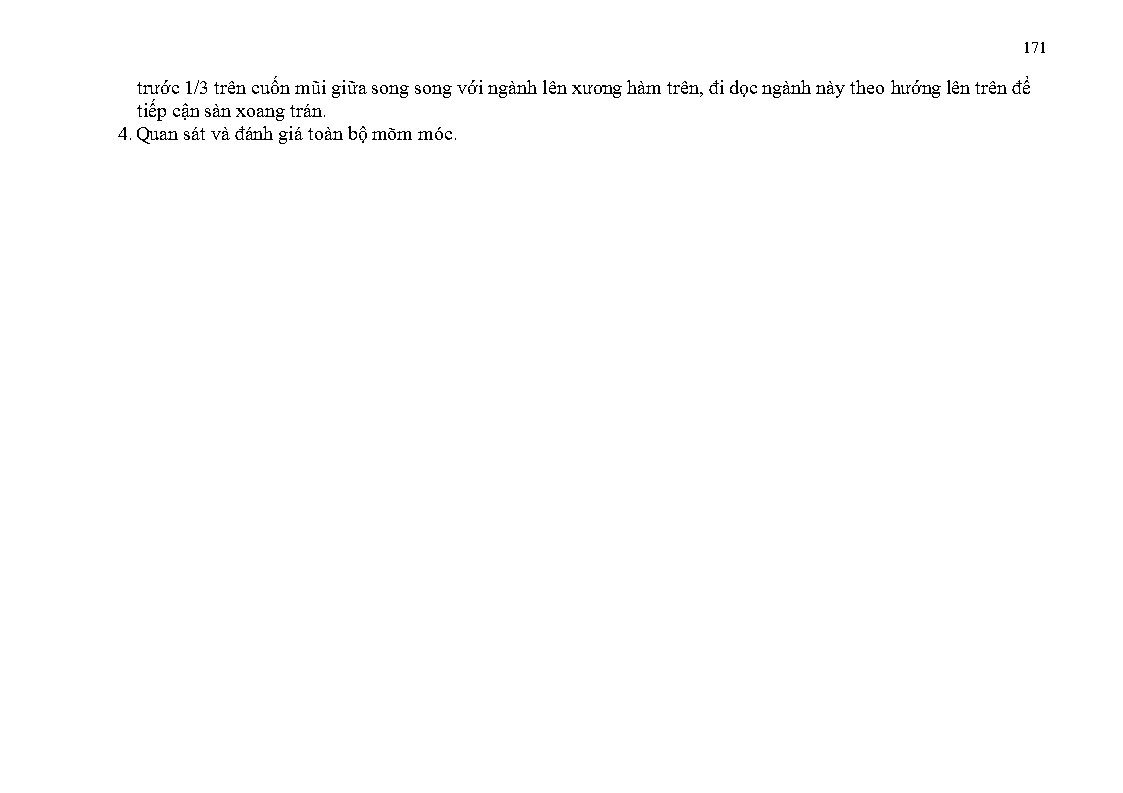 171
trước 1/3 trên cuốn mũi giữa song song với ngành lên xương hàm trên, đi dọc ngành này theo hướng lên trên để
tiếp cận sàn xoang trán.
4. Quan sát và đánh giá toàn bộ mõm móc.